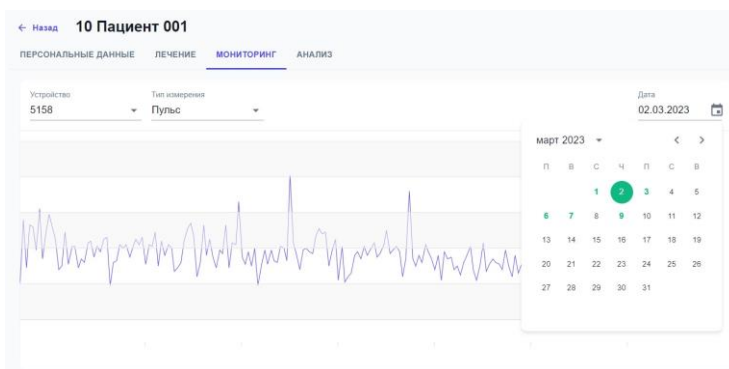 ← Назад 10 Пациент 001
ПЕРСОНАЛЬНЫЕ ДАННЫЕ ЛЕЧЕНИЕ МОНИТОРИНГ АНАЛИЗ
Устройство Тип измерения Дата
5158 Пульс 02.03.2023
март 2023
П В С Ч П С В
1 2 3 4 5
6 7 8 9 10 11 12
13 14 15 16 17 18 19
20 21 22 23 24 25 26
27 28 29 30 31